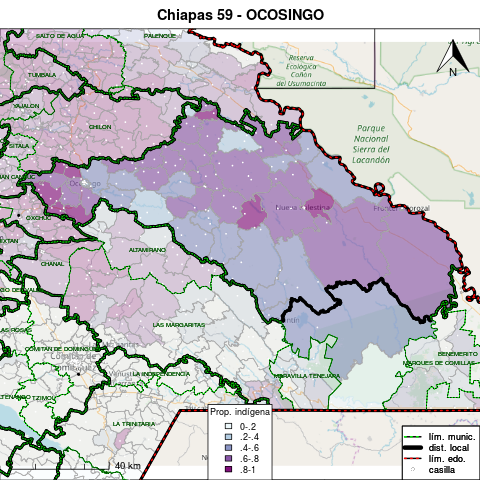 Chiapas 59 - OCOSINGO
SALTO DE AGUA
PALENQUE
Reserva
Ecológica
Cañón
del Usumacinta
N
TUMBALA
YAJALON
CHILON
SITALA
Parque
Nacional
Sierra del
Lacandón
OXCHUC
ALTAMIRANO
CHANAL
LAS MARGARITAS
LA INDEPENDENCIA
MARAVILLA TENEJAPA
BENEMERITO
MARQUES DE COMILLAS
TZIMOL
LA TRINITARIA
40 km
Prop. indígena
0-.2
.2-.4
.4-.6
.6-.8
.8-1
lím. munic.
dist. local
lím. edo.
casilla